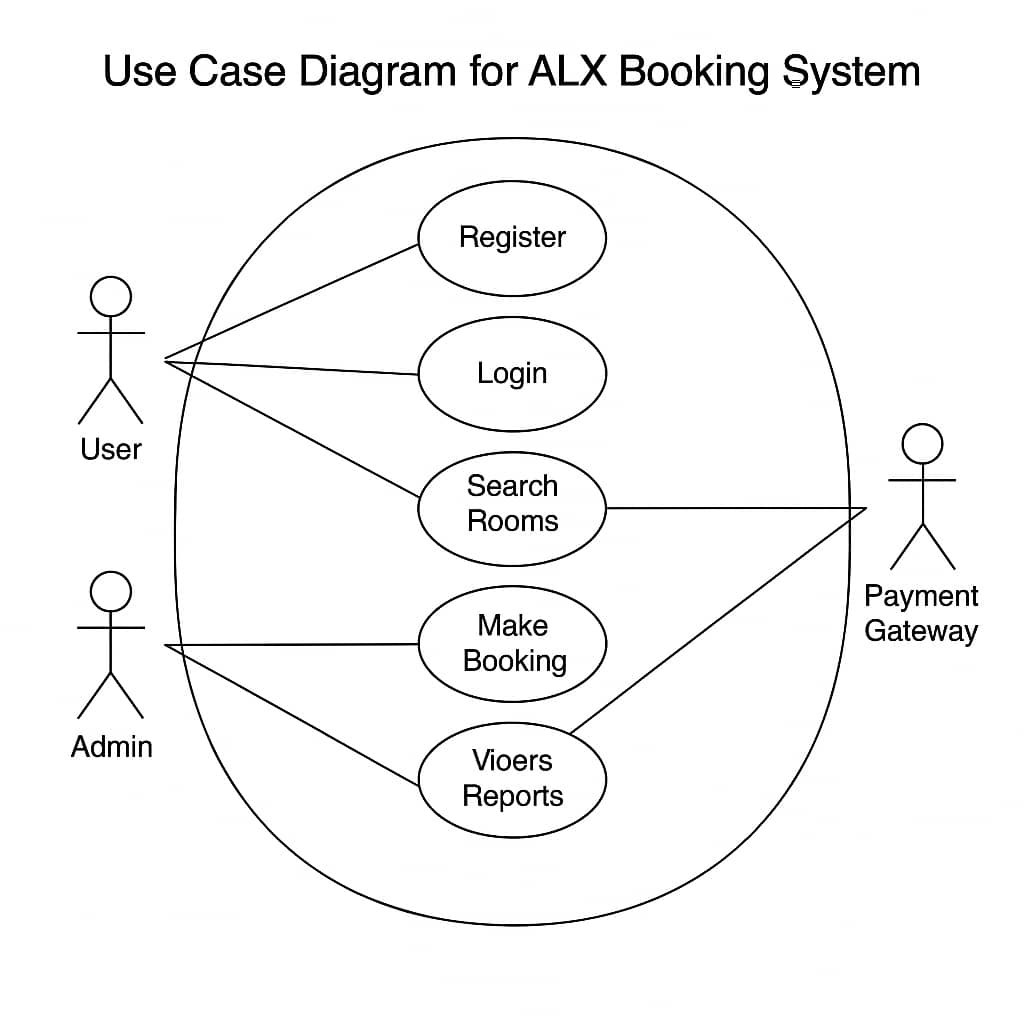 Use Case Diagram for ALX Booking System
Register
Login
User
Search
Rooms
Payment
Gateway
Make
Booking
Admin
Vioers
Reports